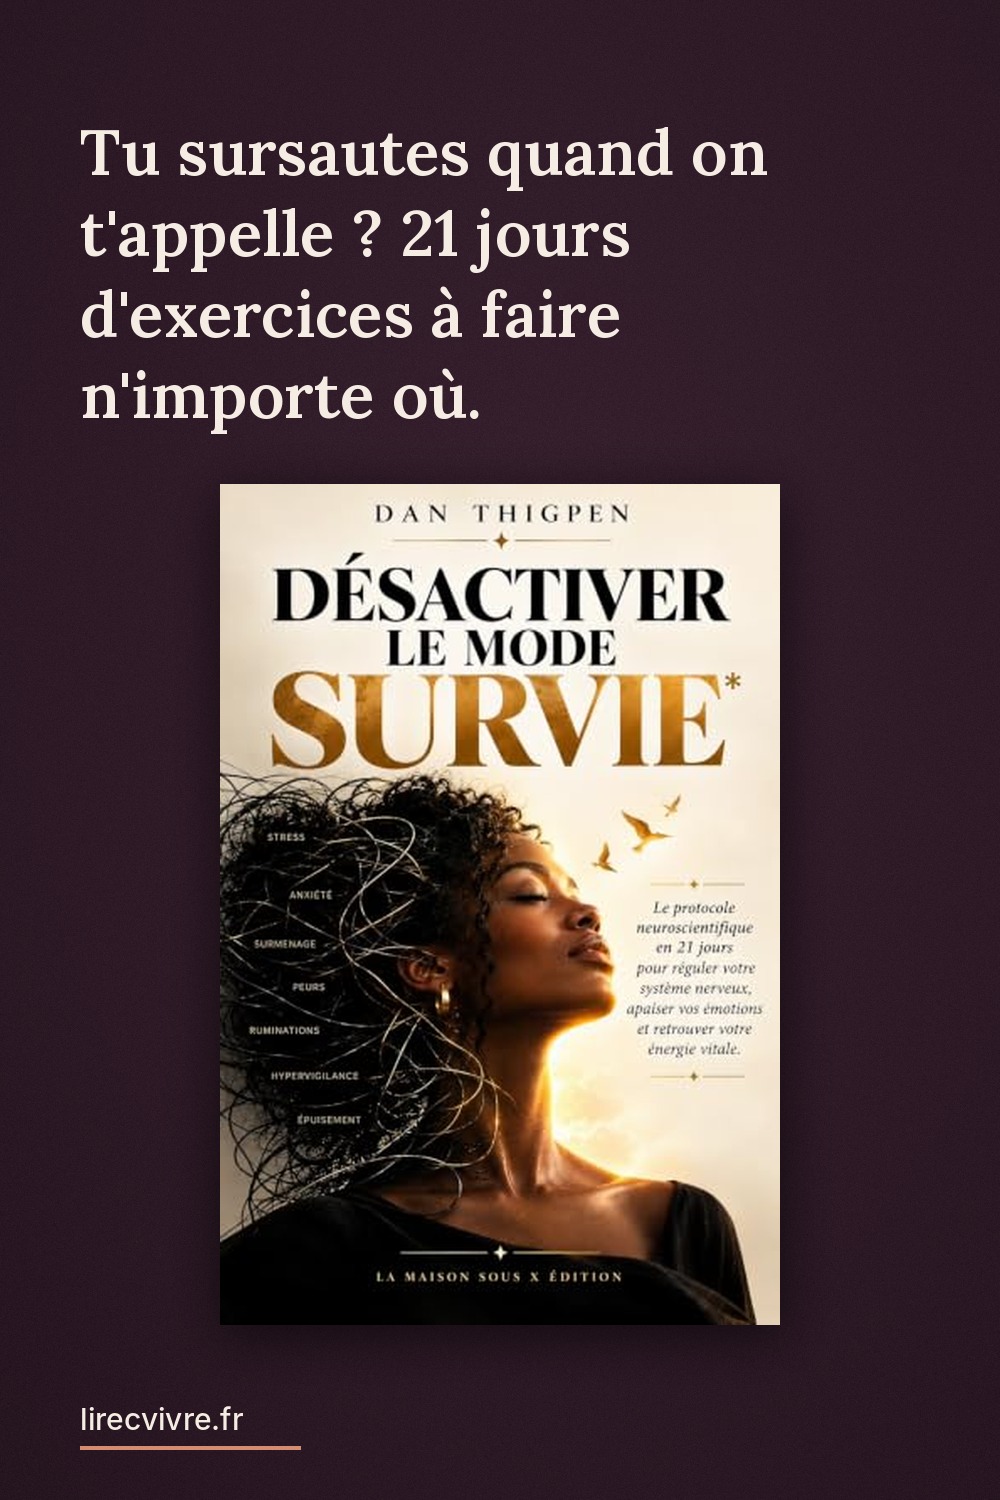 Tu sursautes quand on
t'appelle ? 21 jours
d'exercices à faire
n'importe où.
DAN THIGPEN
DÉSACTIVER
LE MODE
SURVIE*
STRESS
ANXIÉTÉ
SURMENAGE
PEURS
RUMINATIONS
HYPERVIGILANCE
ÉPUISEMENT
Le protocole
neuroscientifique
en 21 jours
pour réguler votre
système nerveux,
apaiser vos émotions
et retrouver votre
énergie vitale.
LA MAISON SOUS X ÉDITION
lirecvivre.fr